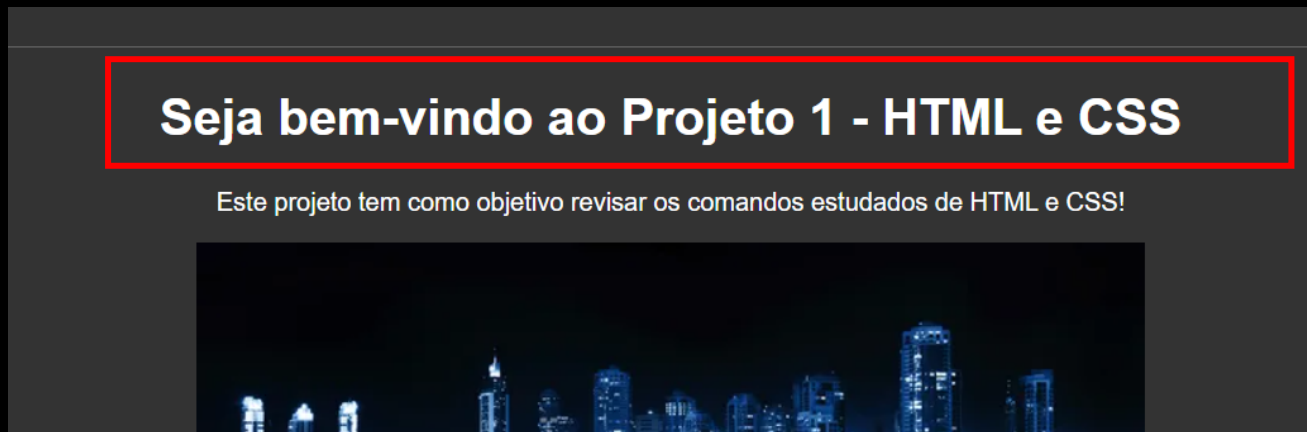 Seja bem-vindo ao Projeto 1 - HTML e CSS
Este projeto tem como objetivo revisar os comandos estudados de HTML e CSS!